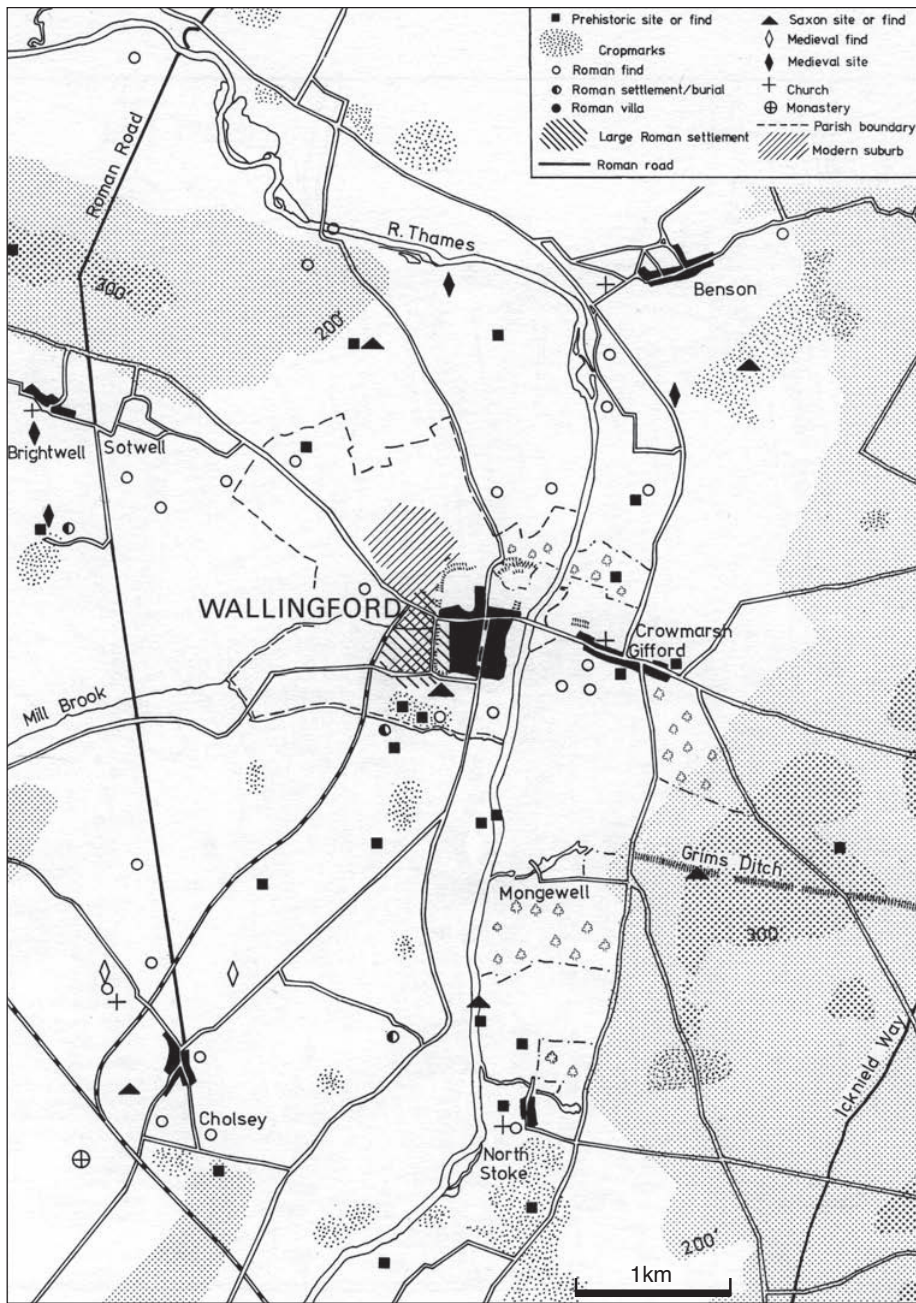 Prehistoric site or find
Cropmarks
Roman find
Roman settlement/burial
Roman villa
Large Roman settlement
Roman road
Saxon site or find
Medieval find
Medieval site
Church
Monastery
Parish boundary
Modern suburb
Roman Road
R. Thames
Benson
300'
200'
Brightwell
Sotwell
WALLINGFORD
Crowmarsh
Gifford
Mill Brook
Grims Ditch
Mongewell
300
Icknield Way
Cholsey
North
Stoke
200'
1km